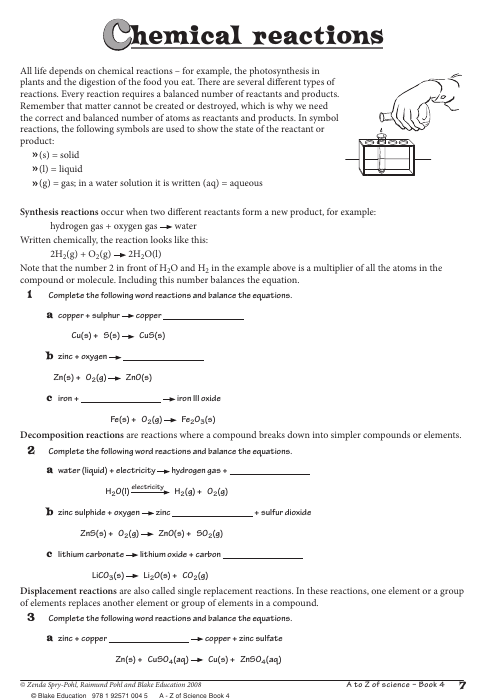 Chemical reactions
All life depends on chemical reactions – for example, the photosynthesis in
plants and the digestion of the food you eat. There are several different types of
reactions. Every reaction requires a balanced number of reactants and products.
Remember that matter cannot be created or destroyed, which is why we need
the correct and balanced number of atoms as reactants and products. In symbol
reactions, the following symbols are used to show the state of the reactant or
product:
» (s) = solid
» (l) = liquid
» (g) = gas; in a water solution it is written (aq) = aqueous
Synthesis reactions occur when two different reactants form a new product, for example:
hydrogen gas + oxygen gas → water
Written chemically, the reaction looks like this:
2H₂(g) + O₂(g) → 2H₂O(l)
Note that the number 2 in front of H₂O and H₂ in the example above is a multiplier of all the atoms in the
compound or molecule. Including this number balances the equation.
1 Complete the following word reactions and balance the equations.
a copper + sulphur → copper ____________
Cu(s) + S(s) → CuS(s)
b zinc + oxygen → ____________
Zn(s) + O₂(g) → ZnO(s)
c iron + ____________ → iron III oxide
Fe(s) + O₂(g) → Fe₂O₃(s)
Decomposition reactions are reactions where a compound breaks down into simpler compounds or elements.
2 Complete the following word reactions and balance the equations.
a water (liquid) + electricity → hydrogen gas + ____________
electricity
H₂O(l) → H₂(g) + O₂(g)
b zinc sulphide + oxygen → zinc ____________ + sulfur dioxide
ZnS(s) + O₂(g) → ZnO(s) + SO₂(g)
c lithium carbonate → lithium oxide + carbon ____________
LiCO₃(s) → Li₂O(s) + CO₂(g)
Displacement reactions are also called single replacement reactions. In these reactions, one element or a group
of elements replaces another element or group of elements in a compound.
3 Complete the following word reactions and balance the equations.
a zinc + copper ____________ → copper + zinc sulfate
Zn(s) + CuSO₄(aq) → Cu(s) + ZnSO₄(aq)
© Zenda Spry-Pohl, Raimund Pohl and Blake Education 2008 A to Z of science – Book 4 7
© Blake Education 978 1 92571 004 5 A - Z of Science Book 4